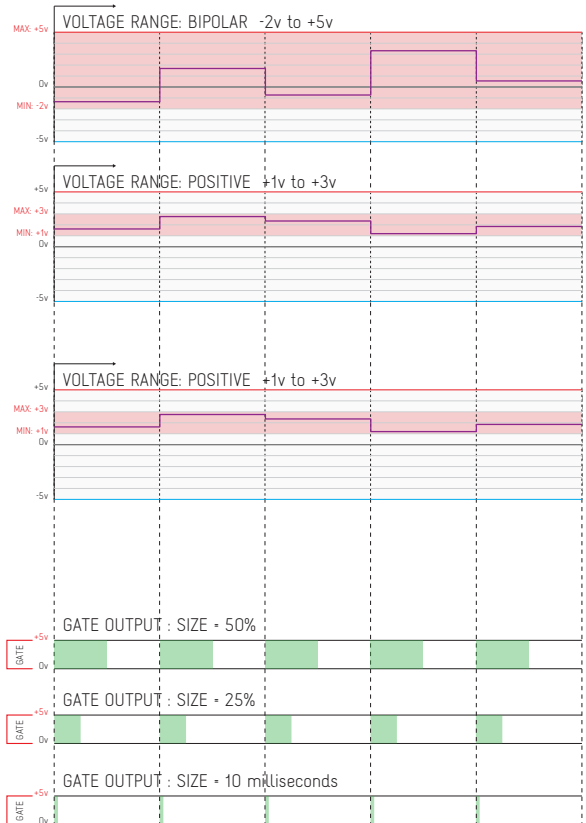 VOLTAGE RANGE: BIPOLAR -2v to +5v
MAX: +5v
0v
MIN: -2v
-5v
VOLTAGE RANGE: POSITIVE +1v to +3v
+5v
MAX: +3v
MIN: +1v
0v
-5v
VOLTAGE RANGE: POSITIVE +1v to +3v
+5v
MAX: +3v
MIN: +1v
0v
-5v
GATE OUTPUT : SIZE = 50%
+5v
GATE
0v
GATE OUTPUT : SIZE = 25%
+5v
GATE
0v
GATE OUTPUT : SIZE = 10 milliseconds
+5v
GATE
0v